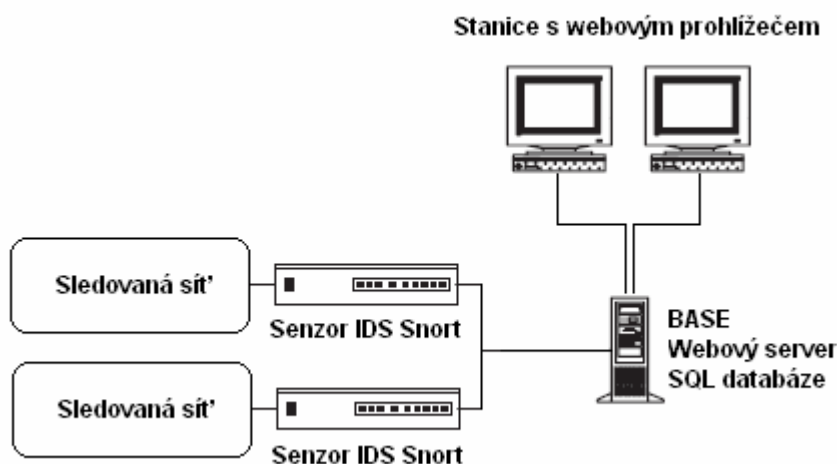 Stanice s webovým prohlížečem
Sledovaná síť'
Senzor IDS Snort
BASE
Webový server
SQL databáze
Sledovaná síť'
Senzor IDS Snort